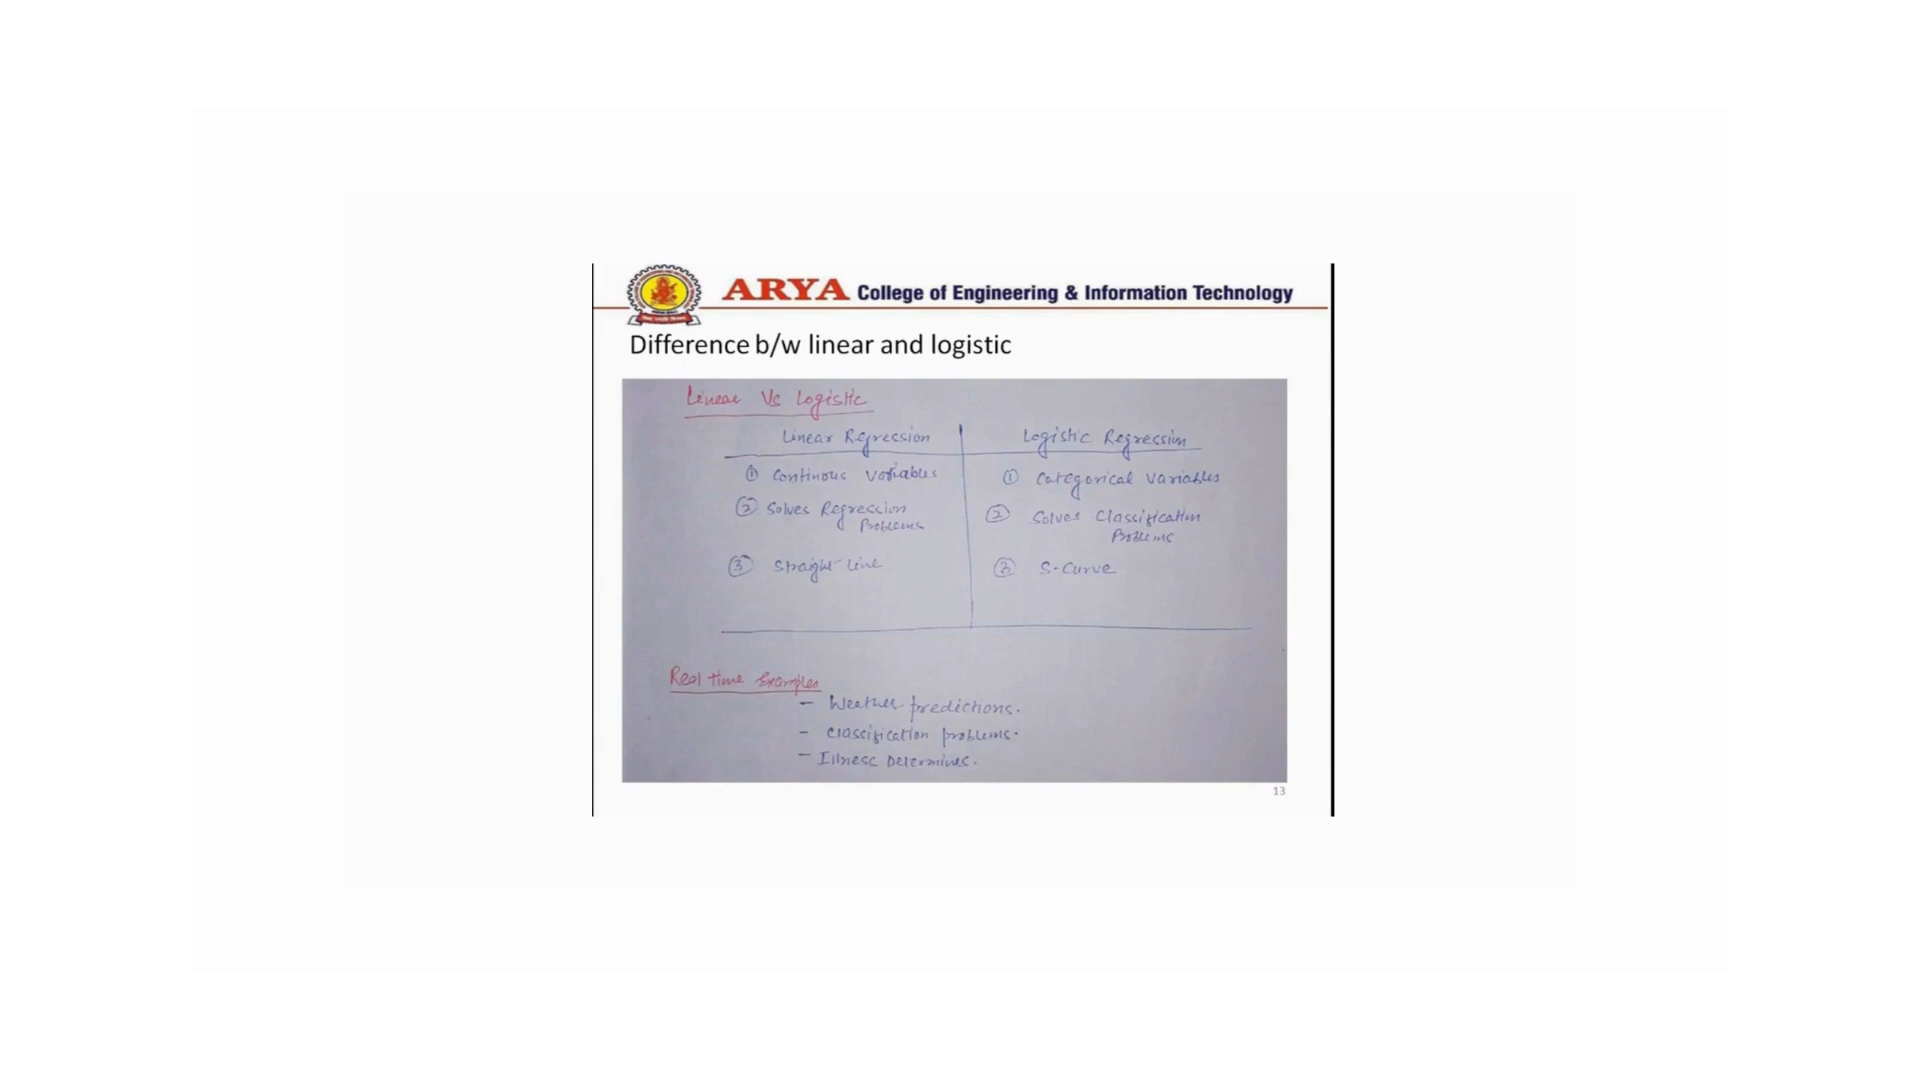 ARYA College of Engineering & Information Technology
Difference b/w linear and logistic
Linear Vs Logistic
Linear Regression
Logistic Regression
① Continous Variables
① Categorical Variables
② Solves Regression
Problems
② Solves Classification
Problems
③ Straight Line
③ S-Curve
Real time Examples
- Weather predictions.
- Classification problems.
- Illness Determines.
13